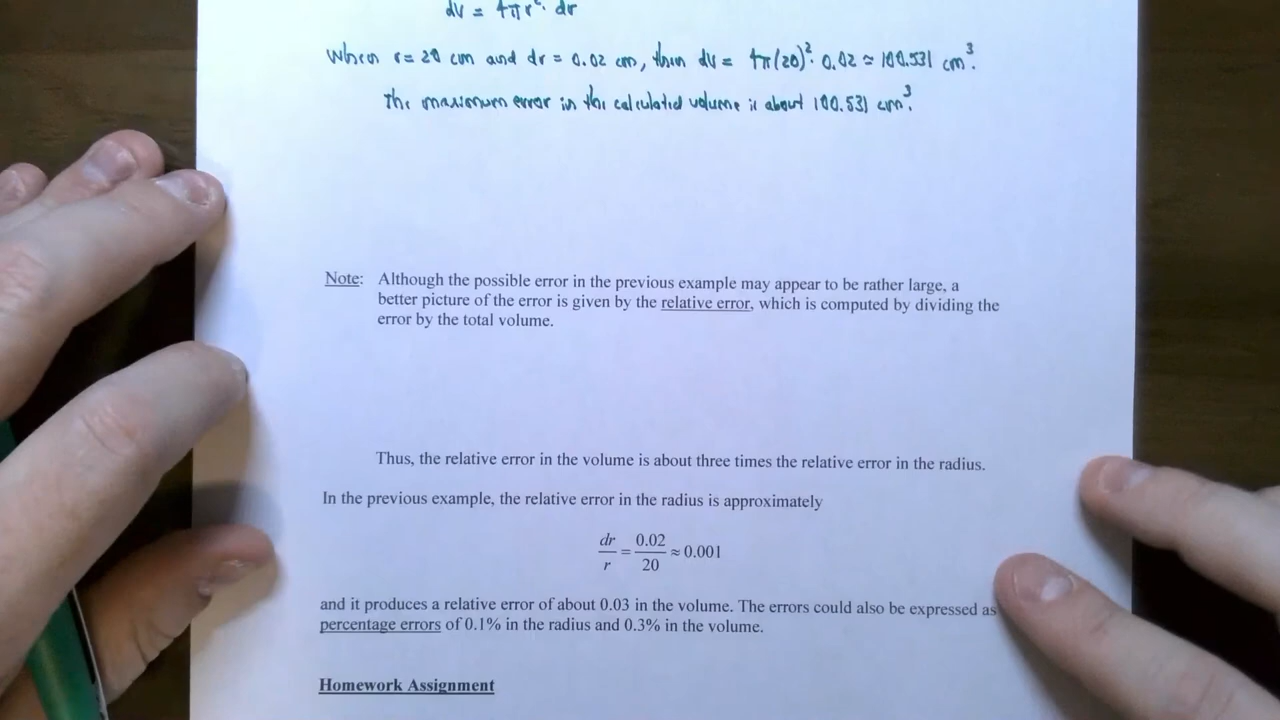 dV = 4πr² · dr
When r = 20 cm and dr = 0.02 cm, then dV = 4π(20)² · 0.02 ≈ 100.531 cm³.
The maximum error in the calculated volume is about 100.531 cm³.
Note: Although the possible error in the previous example may appear to be rather large, a
better picture of the error is given by the relative error, which is computed by dividing the
error by the total volume.
Thus, the relative error in the volume is about three times the relative error in the radius.
In the previous example, the relative error in the radius is approximately
dr/r = 0.02/20 ≈ 0.001
and it produces a relative error of about 0.03 in the volume. The errors could also be expressed as
percentage errors of 0.1% in the radius and 0.3% in the volume.
Homework Assignment